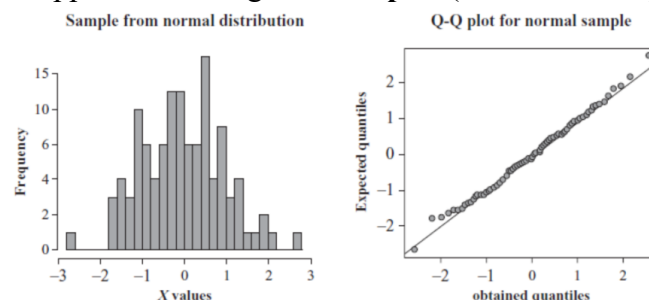 Sample from normal distribution
Frequency
15
10
6
4
2
0
−3 −2 −1 0 1 2 3
X values
Q-Q plot for normal sample
Expected quantiles
2
1
0
−1
−2
−2 −1 0 1 2
obtained quantiles